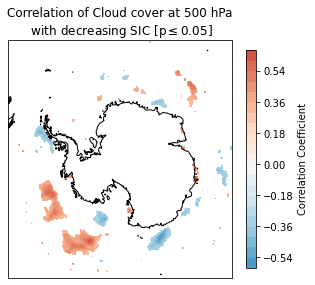 Correlation of Cloud cover at 500 hPa
with decreasing SIC [p ≤ 0.05]
0.54
0.36
0.18
0.00
−0.18
−0.36
−0.54
Correlation Coefficient